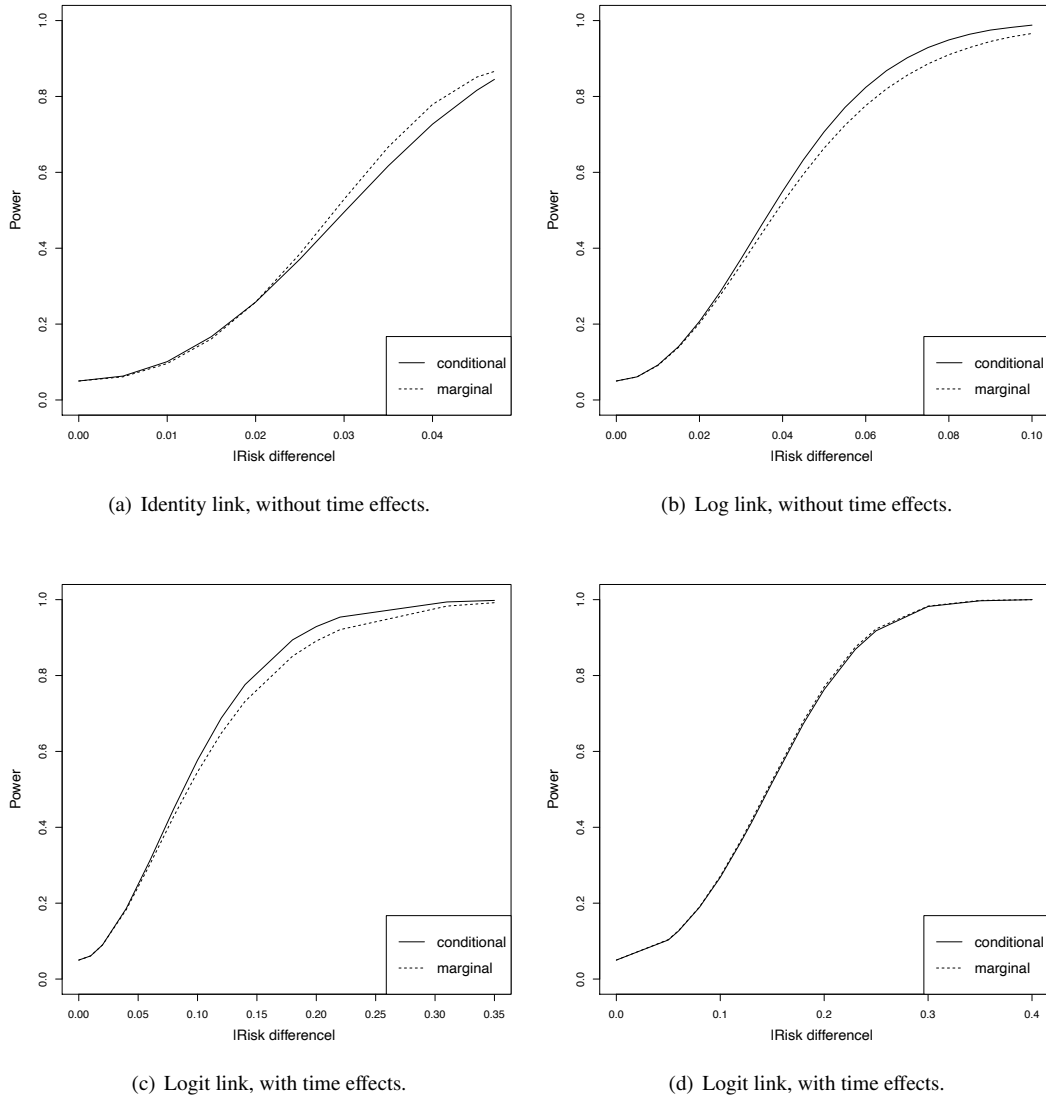 1.0
0.8
0.6
0.4
0.2
0.0
Power
0.00 0.01 0.02 0.03 0.04
|Risk difference|
conditional
marginal
(a) Identity link, without time effects.
1.0
0.8
0.6
0.4
0.2
0.0
Power
0.00 0.02 0.04 0.06 0.08 0.10
|Risk difference|
conditional
marginal
(b) Log link, without time effects.
1.0
0.8
0.6
0.4
0.2
0.0
Power
0.00 0.05 0.10 0.15 0.20 0.25 0.30 0.35
|Risk difference|
conditional
marginal
(c) Logit link, with time effects.
1.0
0.8
0.6
0.4
0.2
0.0
Power
0.0 0.1 0.2 0.3 0.4
|Risk difference|
conditional
marginal
(d) Logit link, with time effects.